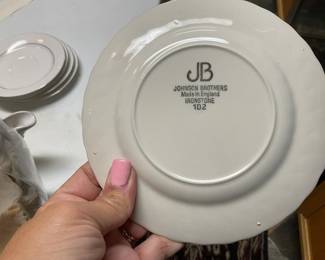 JB
JOHNSON BROTHERS
Made in England
IRONSTONE
102